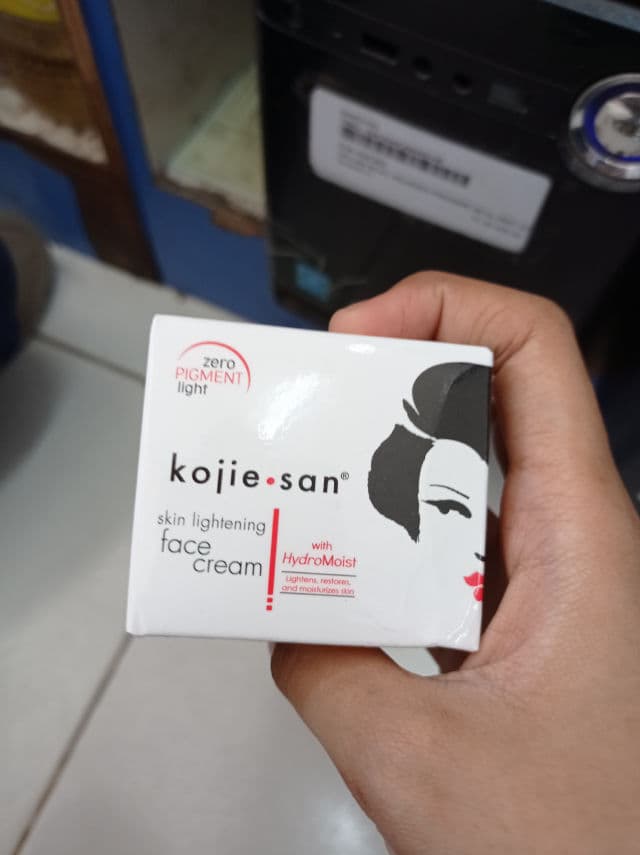 zero
PIGMENT
light
kojie•san®
skin lightening
face
cream
with
HydroMoist
Lightens, restores,
and moisturizes skin